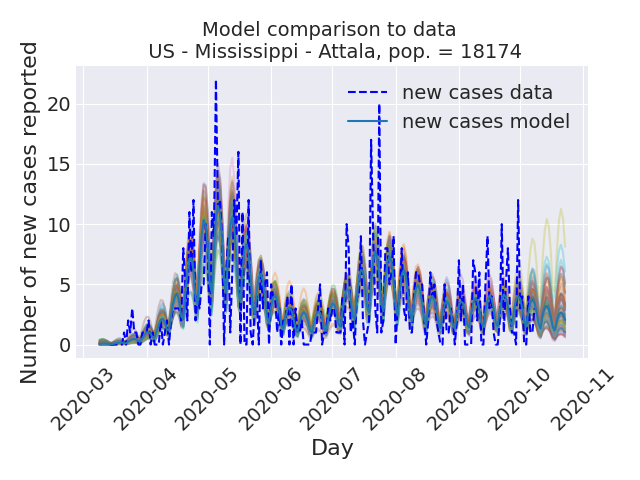 Model comparison to data
US - Mississippi - Attala, pop. = 18174
Number of new cases reported
20
15
10
5
0
new cases data
new cases model
2020-03
2020-04
2020-05
2020-06
2020-07
2020-08
2020-09
2020-10
2020-11
Day